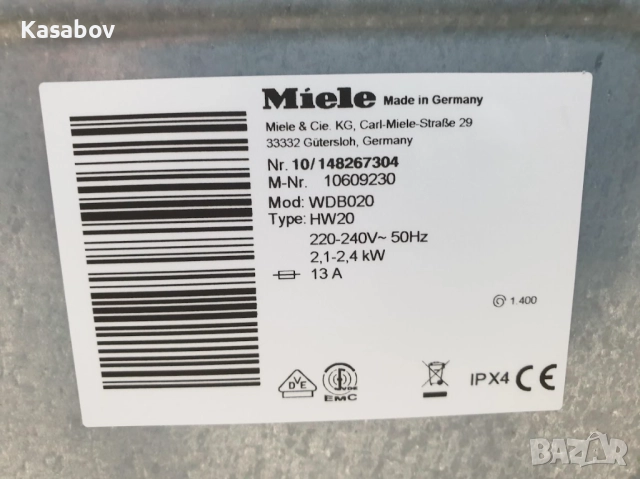 Kasabov
Miele Made in Germany
Miele & Cie. KG, Carl-Miele-Straße 29
33332 Gütersloh, Germany
Nr. 10/148267304
M-Nr. 10609230
Mod: WDB020
Type: HW20
220-240V~ 50Hz
2,1-2,4 kW
13 A
1.400
DVE
EMC
IPX4 CE
BAZAR